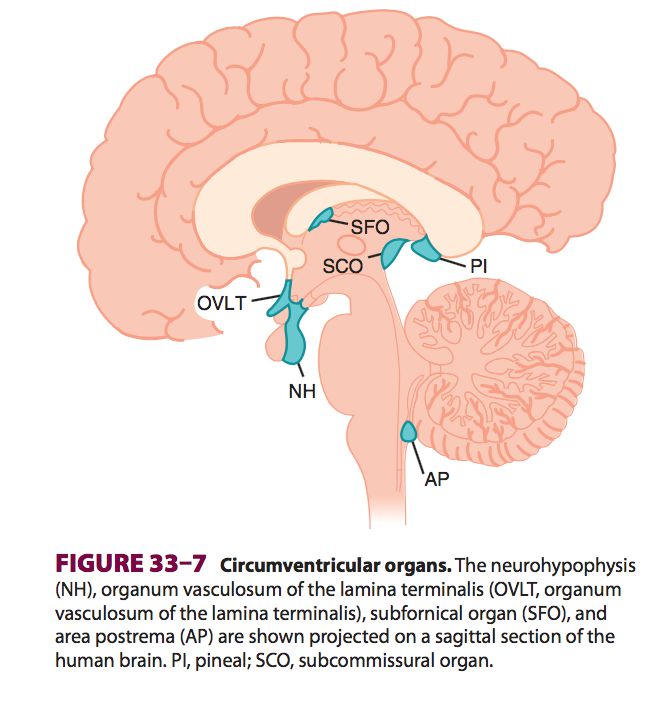 SFO
SCO
PI
OVLT
NH
AP
FIGURE 33–7 Circumventricular organs. The neurohypophysis
(NH), organum vasculosum of the lamina terminalis (OVLT, organum
vasculosum of the lamina terminalis), subfornical organ (SFO), and
area postrema (AP) are shown projected on a sagittal section of the
human brain. PI, pineal; SCO, subcommissural organ.